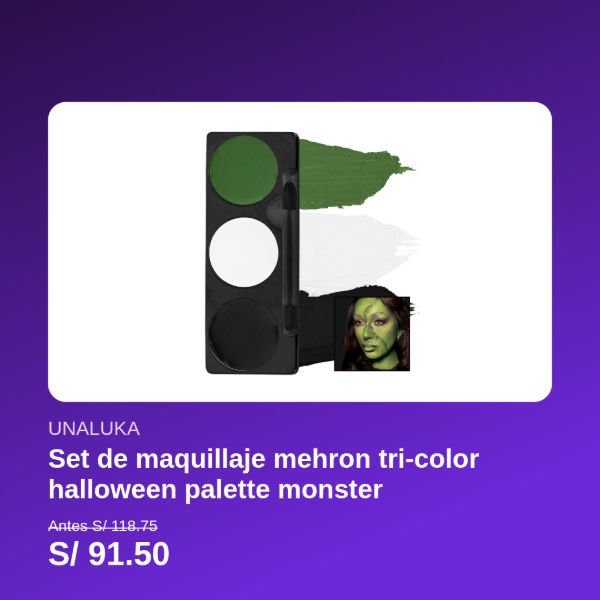 UNALUKA
Set de maquillaje mehron tri-color
halloween palette monster
Antes S/ 118.75
S/ 91.50